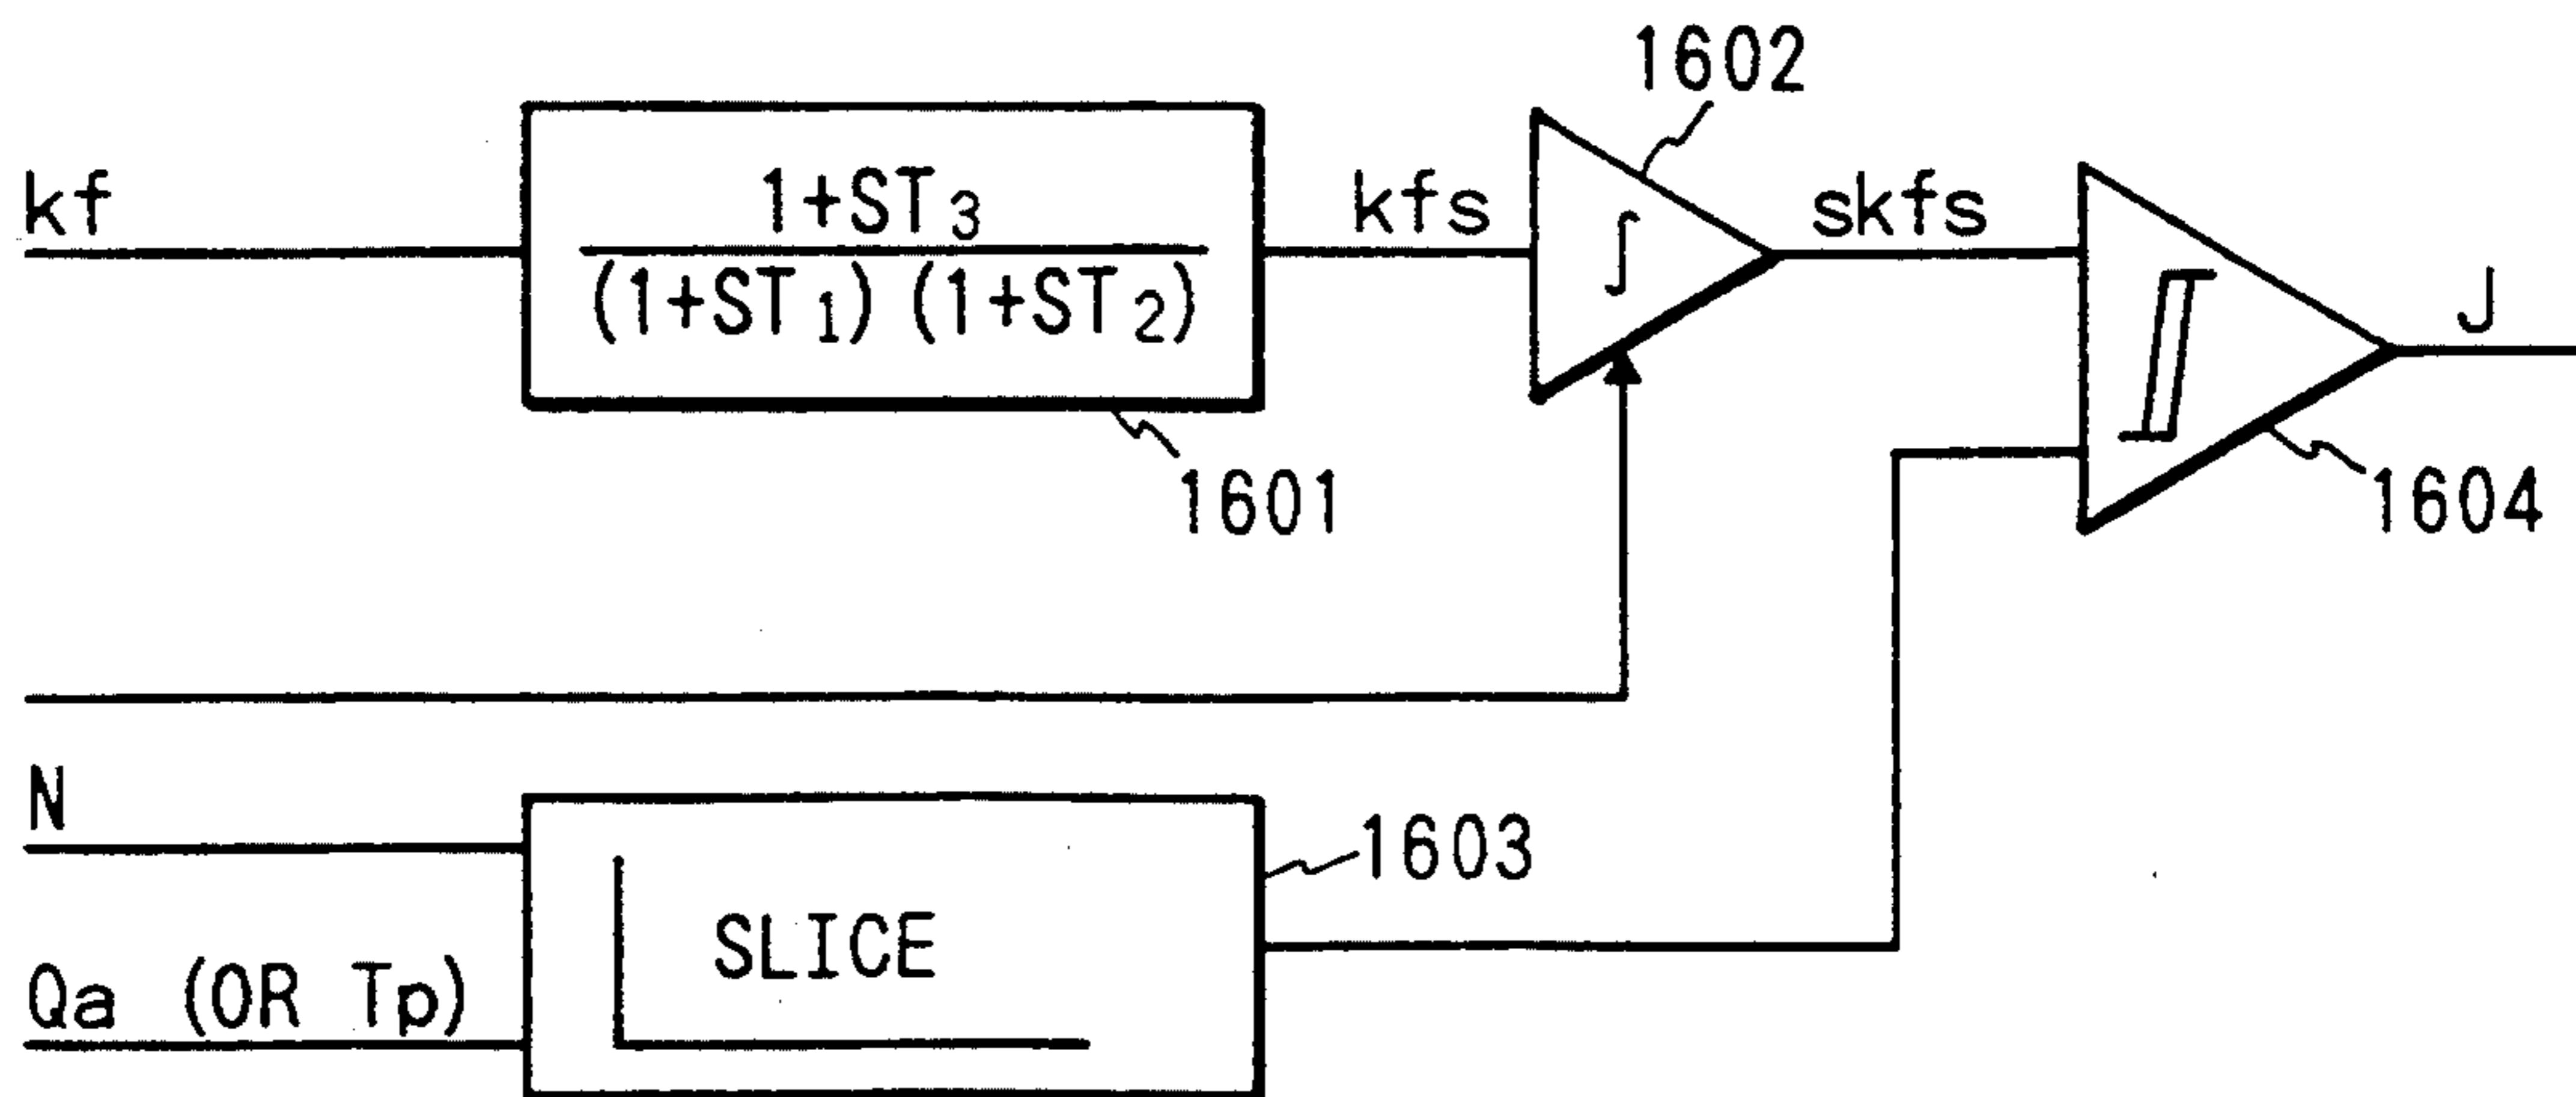 1602
kf
1+ST3
(1+ST1) (1+ST2)
kfs
∫
skfs
J
1601
1604
N
1603
SLICE
Qa (OR Tp)